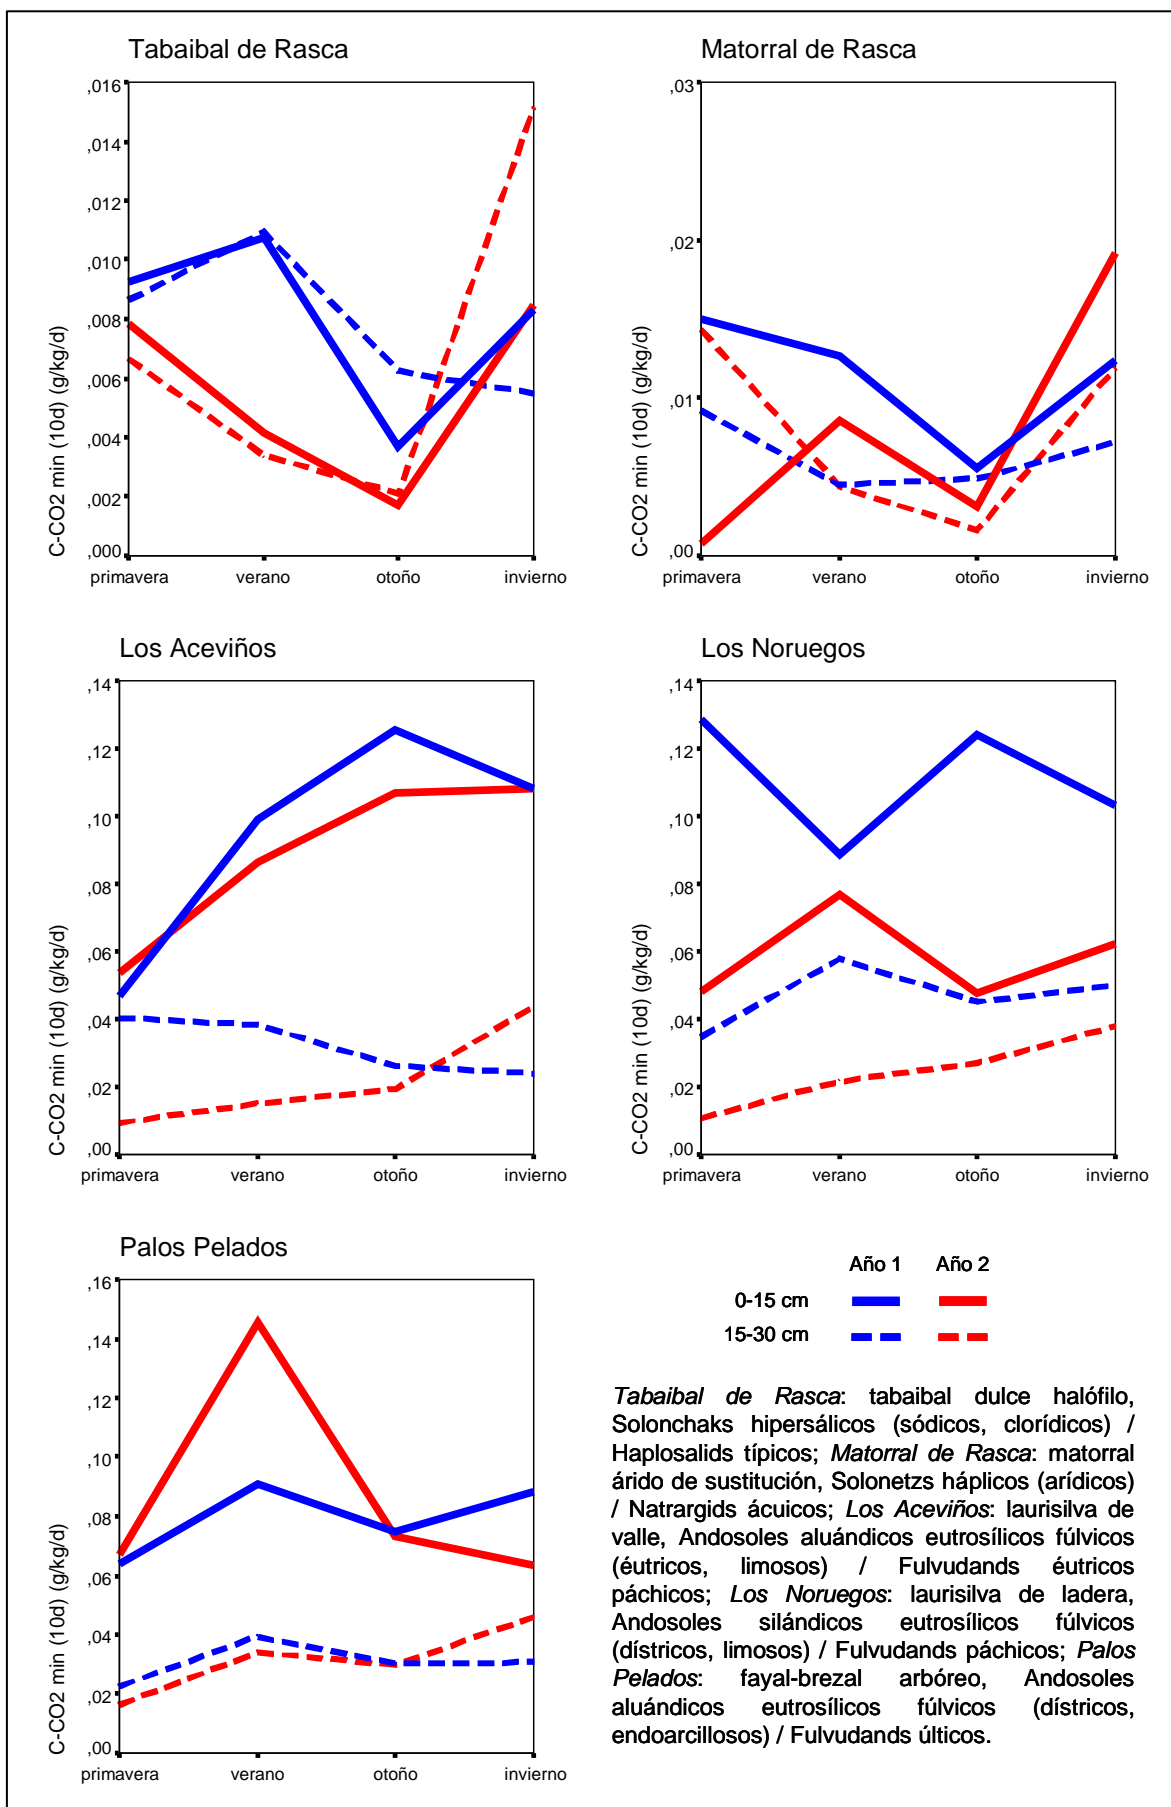 Tabaibal de Rasca
,016
,014
,012
,010
,008
,006
,004
,002
,000
C-CO2 min (10d) (g/kg/d)
primavera verano otoño invierno
Matorral de Rasca
,03
,02
,01
,00
C-CO2 min (10d) (g/kg/d)
primavera verano otoño invierno
Los Aceviños
,14
,12
,10
,08
,06
,04
,02
,00
C-CO2 min (10d) (g/kg/d)
primavera verano otoño invierno
Los Noruegos
,14
,12
,10
,08
,06
,04
,02
,00
C-CO2 min (10d) (g/kg/d)
primavera verano otoño invierno
Palos Pelados
,16
,14
,12
,10
,08
,06
,04
,02
,00
C-CO2 min (10d) (g/kg/d)
primavera verano otoño invierno
Año 1 Año 2
0-15 cm
15-30 cm
Tabaibal de Rasca: tabaibal dulce halófilo,
Solonchaks hipersálicos (sódicos, clorídicos) /
Haplosalids típicos; Matorral de Rasca: matorral
árido de sustitución, Solonetzs háplicos (arídicos)
/ Natrargids ácuicos; Los Aceviños: laurisilva de
valle, Andosoles aluándicos eutrosílicos fúlvicos
(éutricos, limosos) / Fulvudands éutricos
páchicos; Los Noruegos: laurisilva de ladera,
Andosoles silándicos eutrosílicos fúlvicos
(dístricos, limosos) / Fulvudands páchicos; Palos
Pelados: fayal-brezal arbóreo, Andosoles
aluándicos eutrosílicos fúlvicos (dístricos,
endoarcillosos) / Fulvudands últicos.